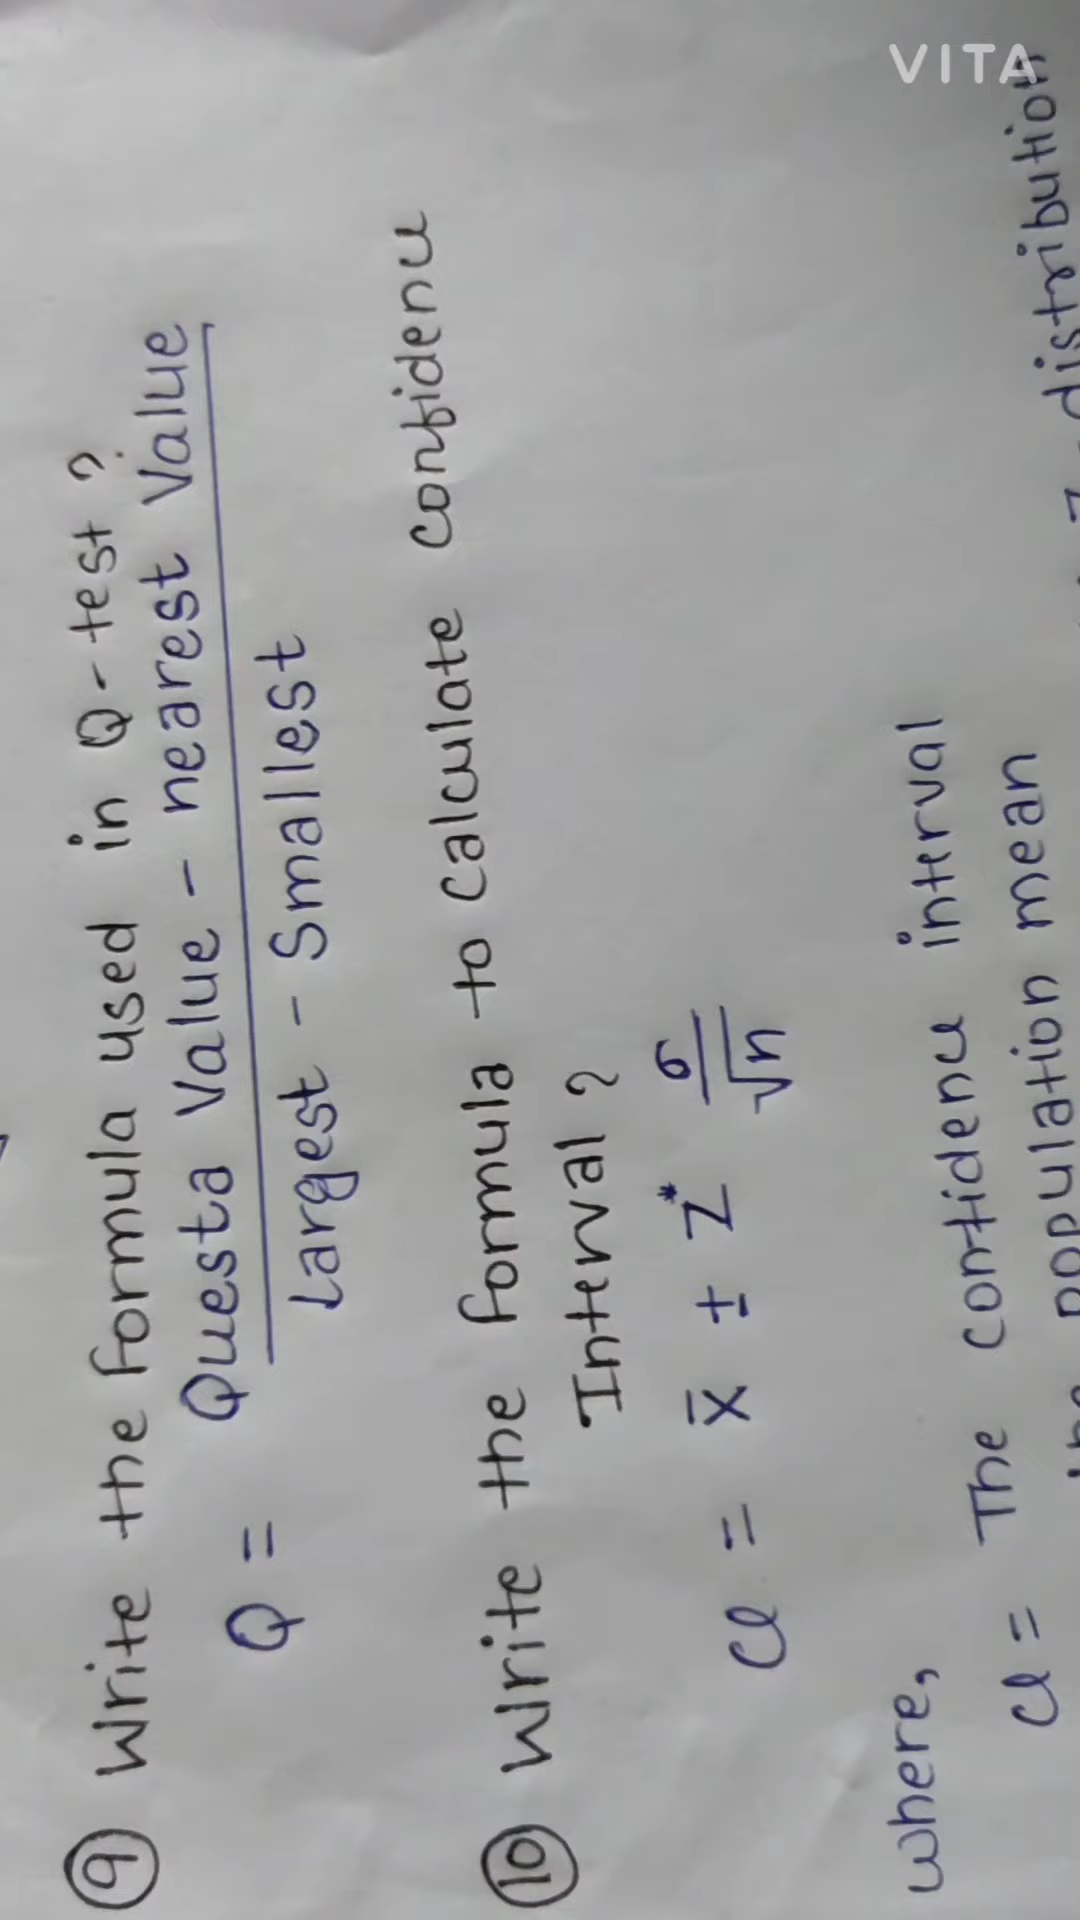 VITA
⑨ Write the formula used in Q-test?
Q = Questa Value - nearest Value
Largest - Smallest
⑩ Write the formula to calculate confidence
Interval?
CI = x̄ ± Z* σ/√n
where,
CI = The confidence interval
population mean
Z distribution